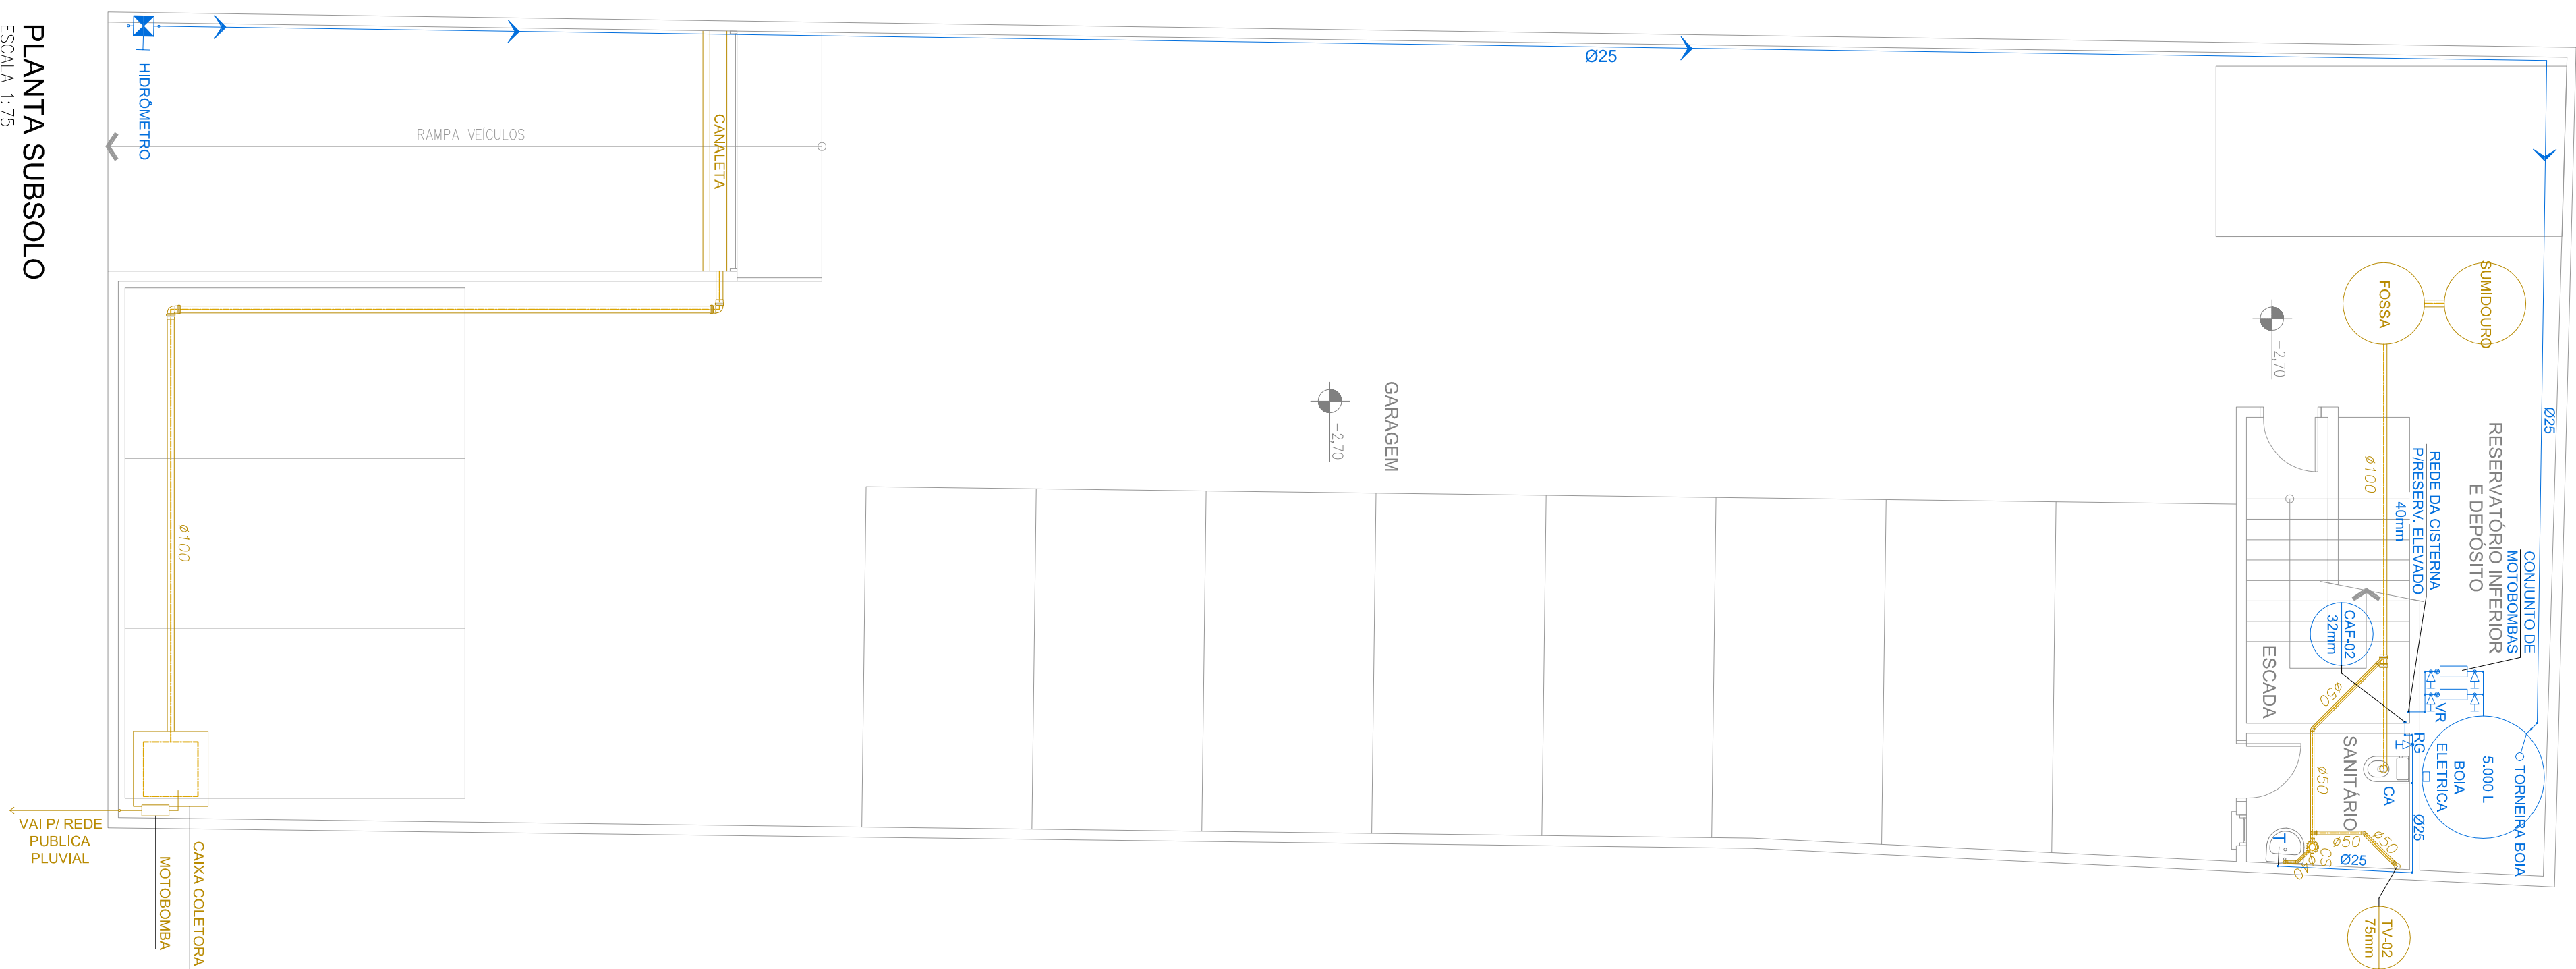 PLANTA SUBSOLO
ESCALA 1:75
HIDRÔMETRO
RAMPA VEÍCULOS
CANALETA
Ø25
Ø25
SUMIDOURO
FOSSA
-2,70
-2,70
GARAGEM
RESERVATÓRIO INFERIOR
E DEPÓSITO
REDE DA CISTERNA
P/RESERV. ELEVADO
40mm
CONJUNTO DE
MOTOBOMBAS
ø100
ø100
CAF-02
32mm
ESCADA
ø50
VR
RG
TORNEIRA BOIA
5.000 L
BOIA
ELETRICA
SANITÁRIO
CA
ø50
Ø25
ø50
ø50
T
CS
ø40
Ø25
TV-02
75mm
VAI P/ REDE
PUBLICA
PLUVIAL
MOTOBOMBA
CAIXA COLETORA